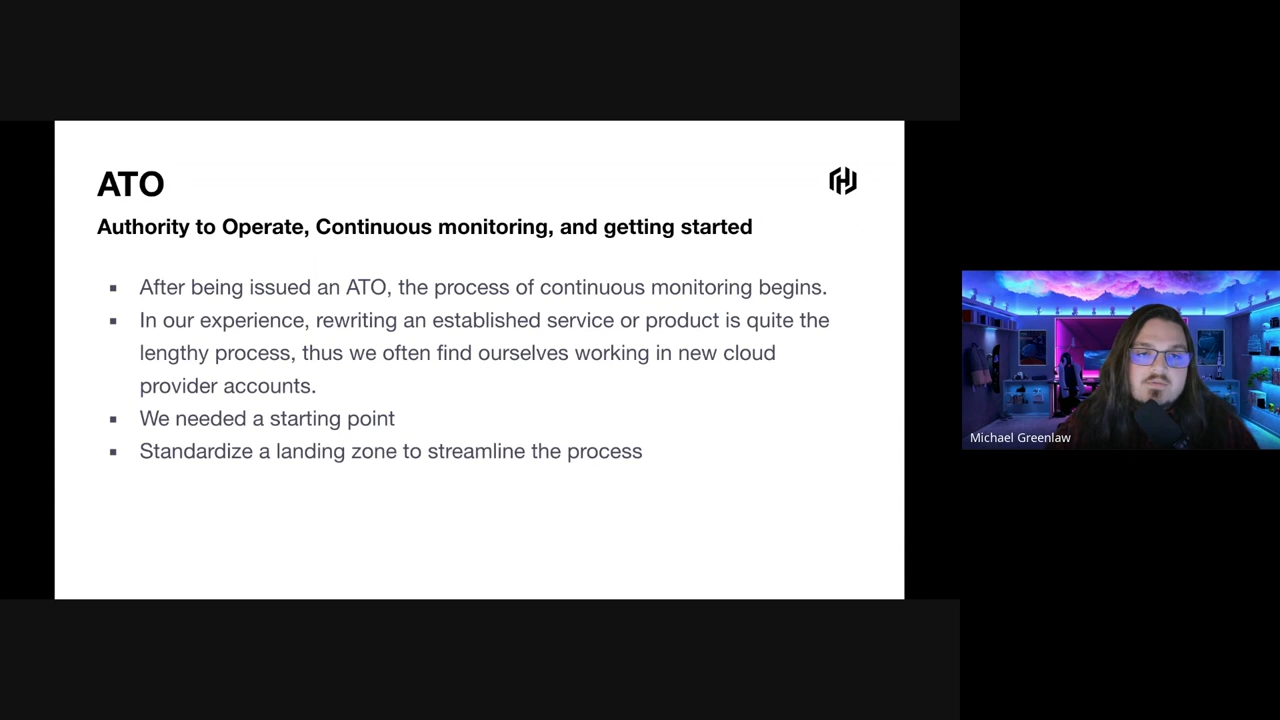 ATO
Authority to Operate, Continuous monitoring, and getting started
▪ After being issued an ATO, the process of continuous monitoring begins.
▪ In our experience, rewriting an established service or product is quite the
lengthy process, thus we often find ourselves working in new cloud
provider accounts.
▪ We needed a starting point
▪ Standardize a landing zone to streamline the process
Michael Greenlaw